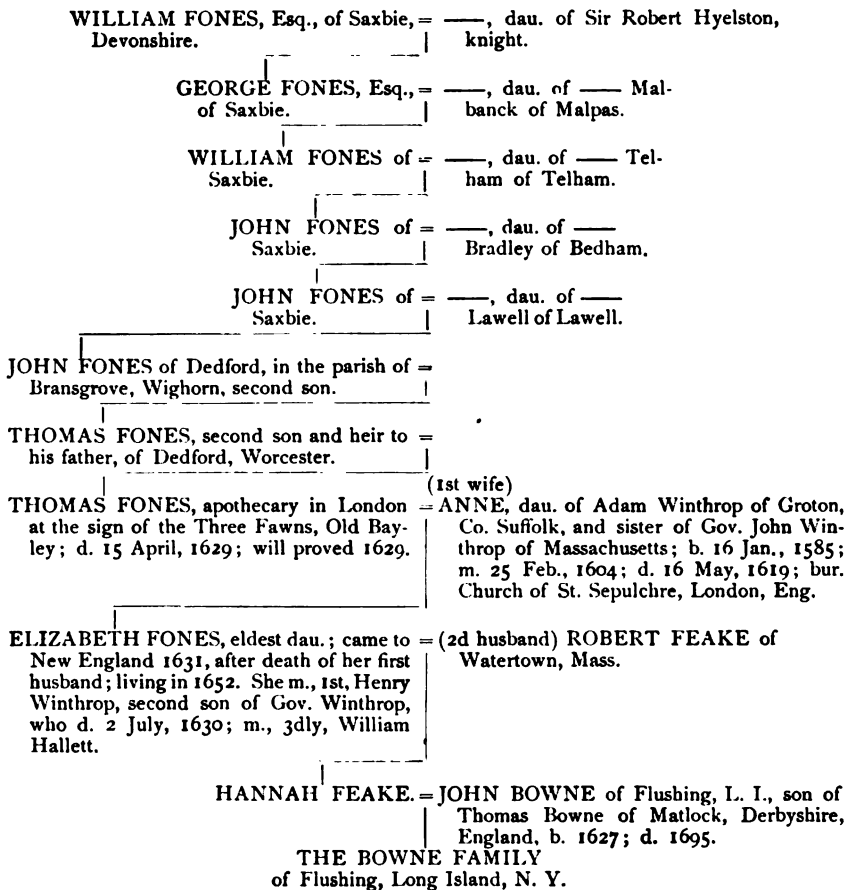 WILLIAM FONES, Esq., of Saxbie, = ——, dau. of Sir Robert Hyelston,
Devonshire. knight.
GEORGE FONES, Esq., = ——, dau. of —— Mal-
of Saxbie. banck of Malpas.
WILLIAM FONES of = ——, dau. of —— Tel-
Saxbie. ham of Telham.
JOHN FONES of = ——, dau. of ——
Saxbie. Bradley of Bedham.
JOHN FONES of = ——, dau. of ——
Saxbie. Lawell of Lawell.
JOHN FONES of Dedford, in the parish of =
Bransgrove, Wighorn, second son.
THOMAS FONES, second son and heir to =
his father, of Dedford, Worcester.
(1st wife)
THOMAS FONES, apothecary in London = ANNE, dau. of Adam Winthrop of Groton,
at the sign of the Three Fawns, Old Bay- Co. Suffolk, and sister of Gov. John Win-
ley; d. 15 April, 1629; will proved 1629. throp of Massachusetts; b. 16 Jan., 1585;
m. 25 Feb., 1604; d. 16 May, 1619; bur.
Church of St. Sepulchre, London, Eng.
ELIZABETH FONES, eldest dau.; came to = (2d husband) ROBERT FEAKE of
New England 1631, after death of her first Watertown, Mass.
husband; living in 1652. She m., 1st, Henry
Winthrop, second son of Gov. Winthrop,
who d. 2 July, 1630; m., 3dly, William
Hallett.
HANNAH FEAKE. = JOHN BOWNE of Flushing, L. I., son of
Thomas Bowne of Matlock, Derbyshire,
England, b. 1627; d. 1695.
THE BOWNE FAMILY
of Flushing, Long Island, N. Y.